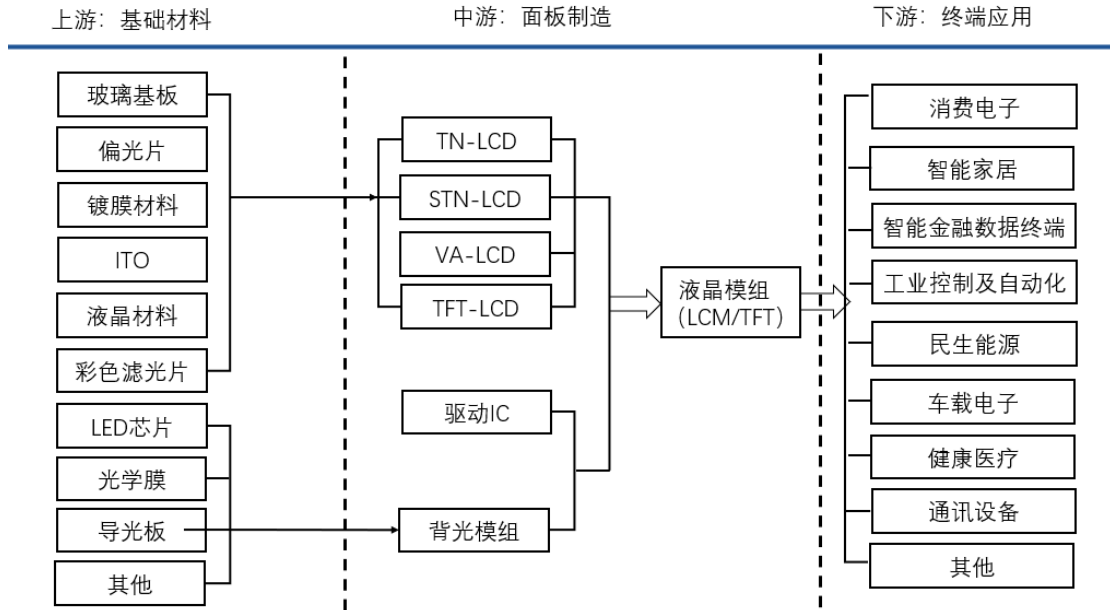 上游：基础材料
中游：面板制造
下游：终端应用
玻璃基板
偏光片
镀膜材料
ITO
液晶材料
彩色滤光片
LED芯片
光学膜
导光板
其他
TN-LCD
STN-LCD
VA-LCD
TFT-LCD
驱动IC
背光模组
液晶模组
（LCM/TFT）
消费电子
智能家居
智能金融数据终端
工业控制及自动化
民生能源
车载电子
健康医疗
通讯设备
其他